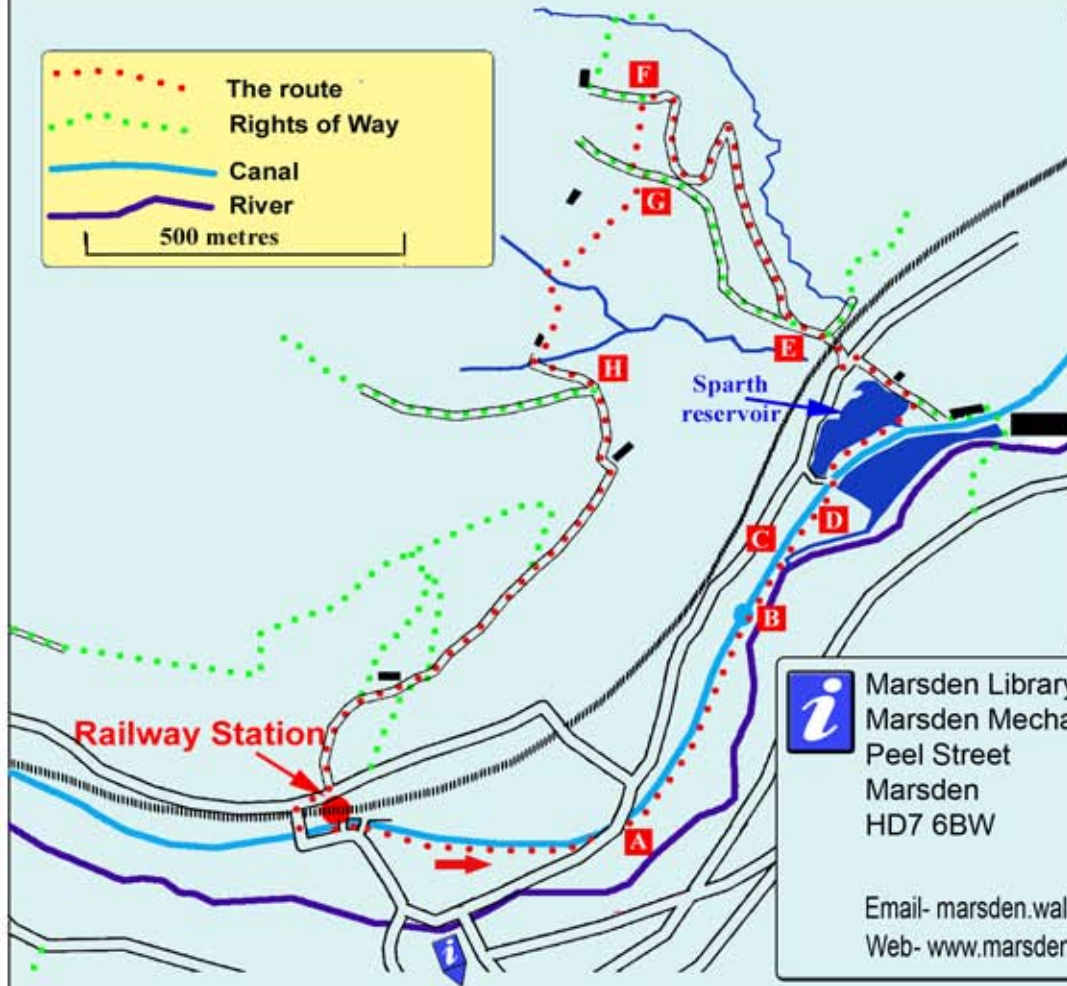 The route
Rights of Way
Canal
River
500 metres
F
G
H
E
Sparth
reservoir
D
C
B
Railway Station
A
i
Marsden Library
Marsden Mecha
Peel Street
Marsden
HD7 6BW
Email- marsden.wal
Web- www.marsden
i